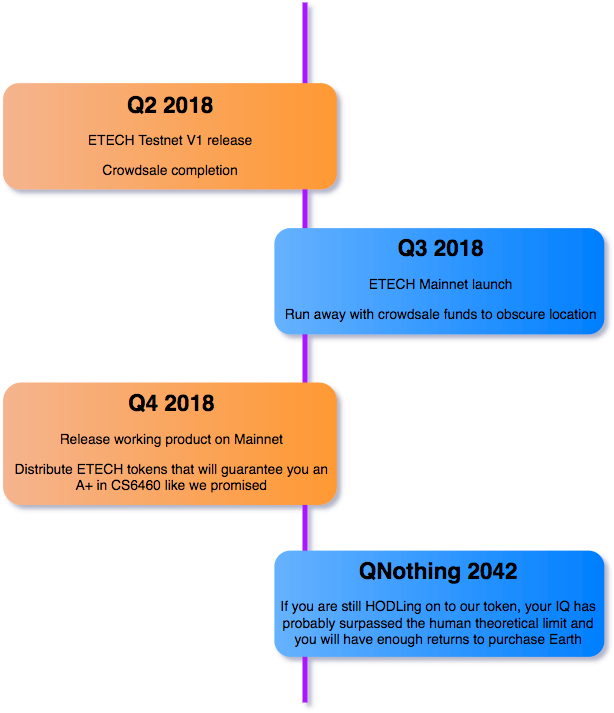 Q2 2018
ETECH Testnet V1 release
Crowdsale completion
Q3 2018
ETECH Mainnet launch
Run away with crowdsale funds to obscure location
Q4 2018
Release working product on Mainnet
Distribute ETECH tokens that will guarantee you an
A+ in CS6460 like we promised
QNothing 2042
If you are still HODLing on to our token, your IQ has
probably surpassed the human theoretical limit and
you will have enough returns to purchase Earth